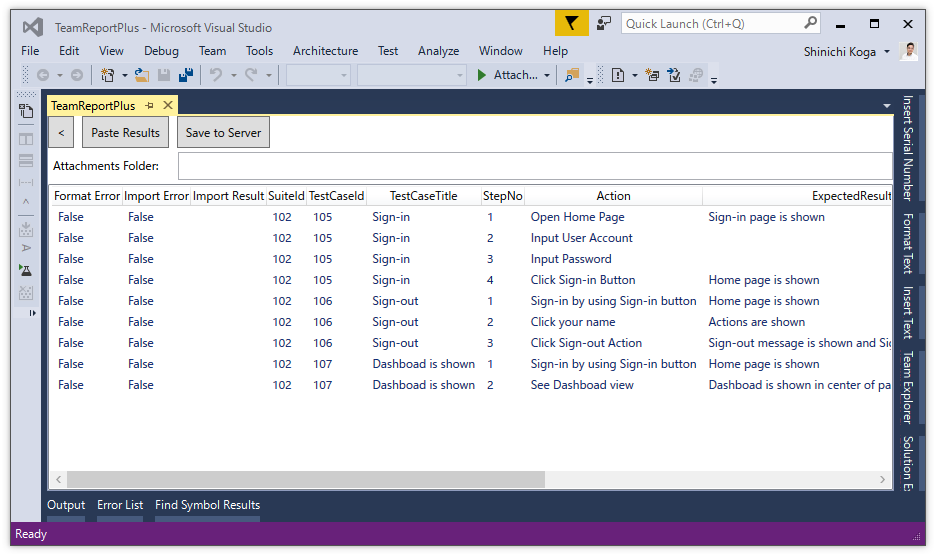 TeamReportPlus - Microsoft Visual Studio
Quick Launch (Ctrl+Q)
File Edit View Debug Team Tools Architecture Test Analyze Window Help Shinichi Koga
Attach...
TeamReportPlus
< Paste Results Save to Server
Attachments Folder:
Format Error Import Error Import Result SuiteId TestCaseId TestCaseTitle StepNo Action ExpectedResult
False False 102 105 Sign-in 1 Open Home Page Sign-in page is shown
False False 102 105 Sign-in 2 Input User Account
False False 102 105 Sign-in 3 Input Password
False False 102 105 Sign-in 4 Click Sign-in Button Home page is shown
False False 102 106 Sign-out 1 Sign-in by using Sign-in button Home page is shown
False False 102 106 Sign-out 2 Click your name Actions are shown
False False 102 106 Sign-out 3 Click Sign-out Action Sign-out message is shown and
False False 102 107 Dashboad is shown 1 Sign-in by using Sign-in button Home page is shown
False False 102 107 Dashboad is shown 2 See Dashboad view Dashboad is shown in center of
Insert Serial Number
Format Text
Insert Text
Team Explorer
Solution
Output Error List Find Symbol Results
Ready